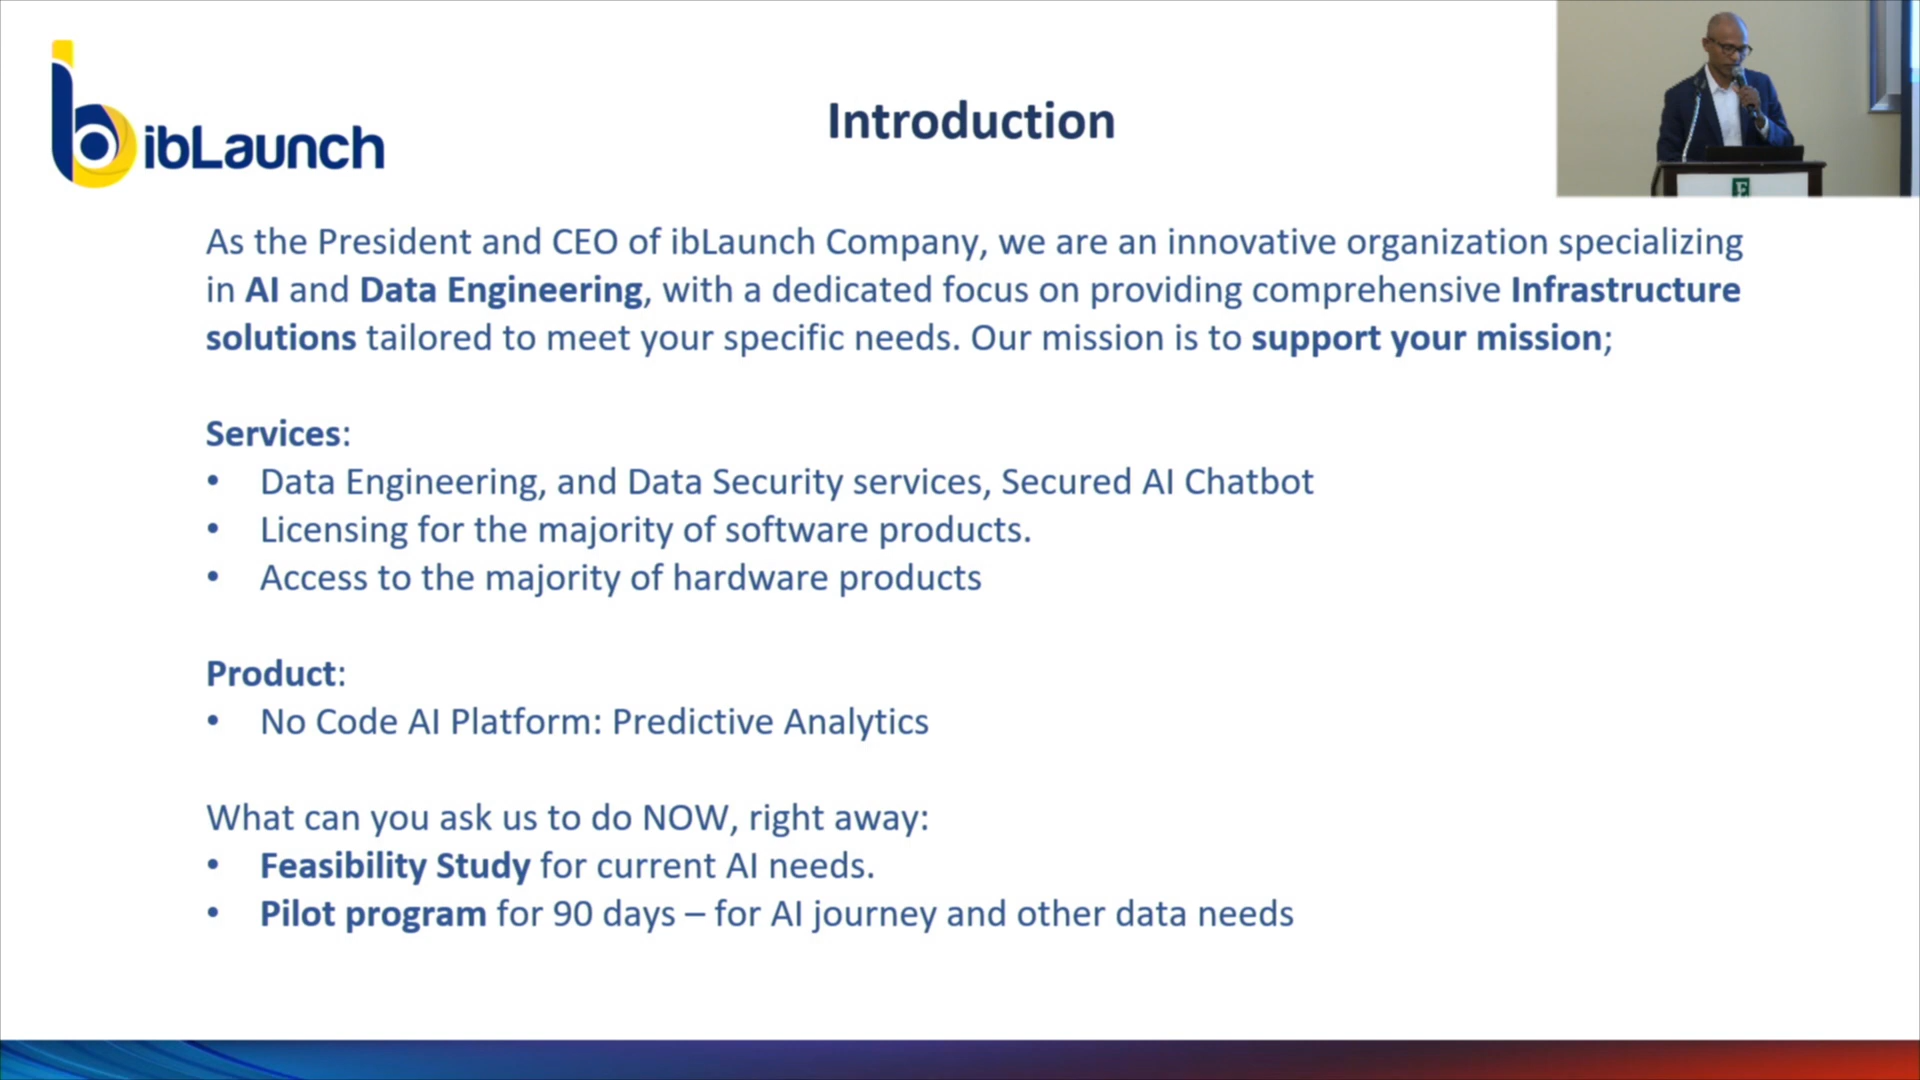 ibLaunch
Introduction
As the President and CEO of ibLaunch Company, we are an innovative organization specializing
in AI and Data Engineering, with a dedicated focus on providing comprehensive Infrastructure
solutions tailored to meet your specific needs. Our mission is to support your mission;
Services:
• Data Engineering, and Data Security services, Secured AI Chatbot
• Licensing for the majority of software products.
• Access to the majority of hardware products
Product:
• No Code AI Platform: Predictive Analytics
What can you ask us to do NOW, right away:
• Feasibility Study for current AI needs.
• Pilot program for 90 days – for AI journey and other data needs
E